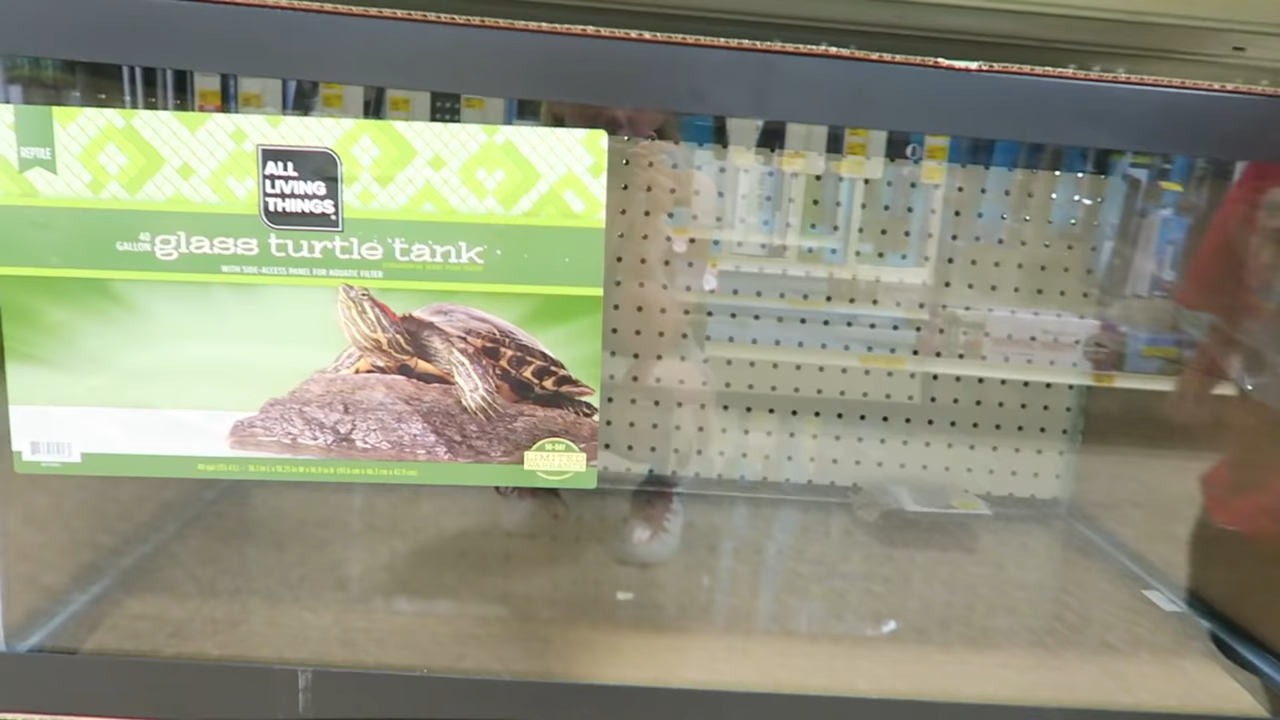 REPTILE
ALL
LIVING
THINGS
40
GALLON glass turtle tank
WITH SIDE-ACCESS PANEL FOR AQUATIC FILTER
LIMITED
WARRANTY